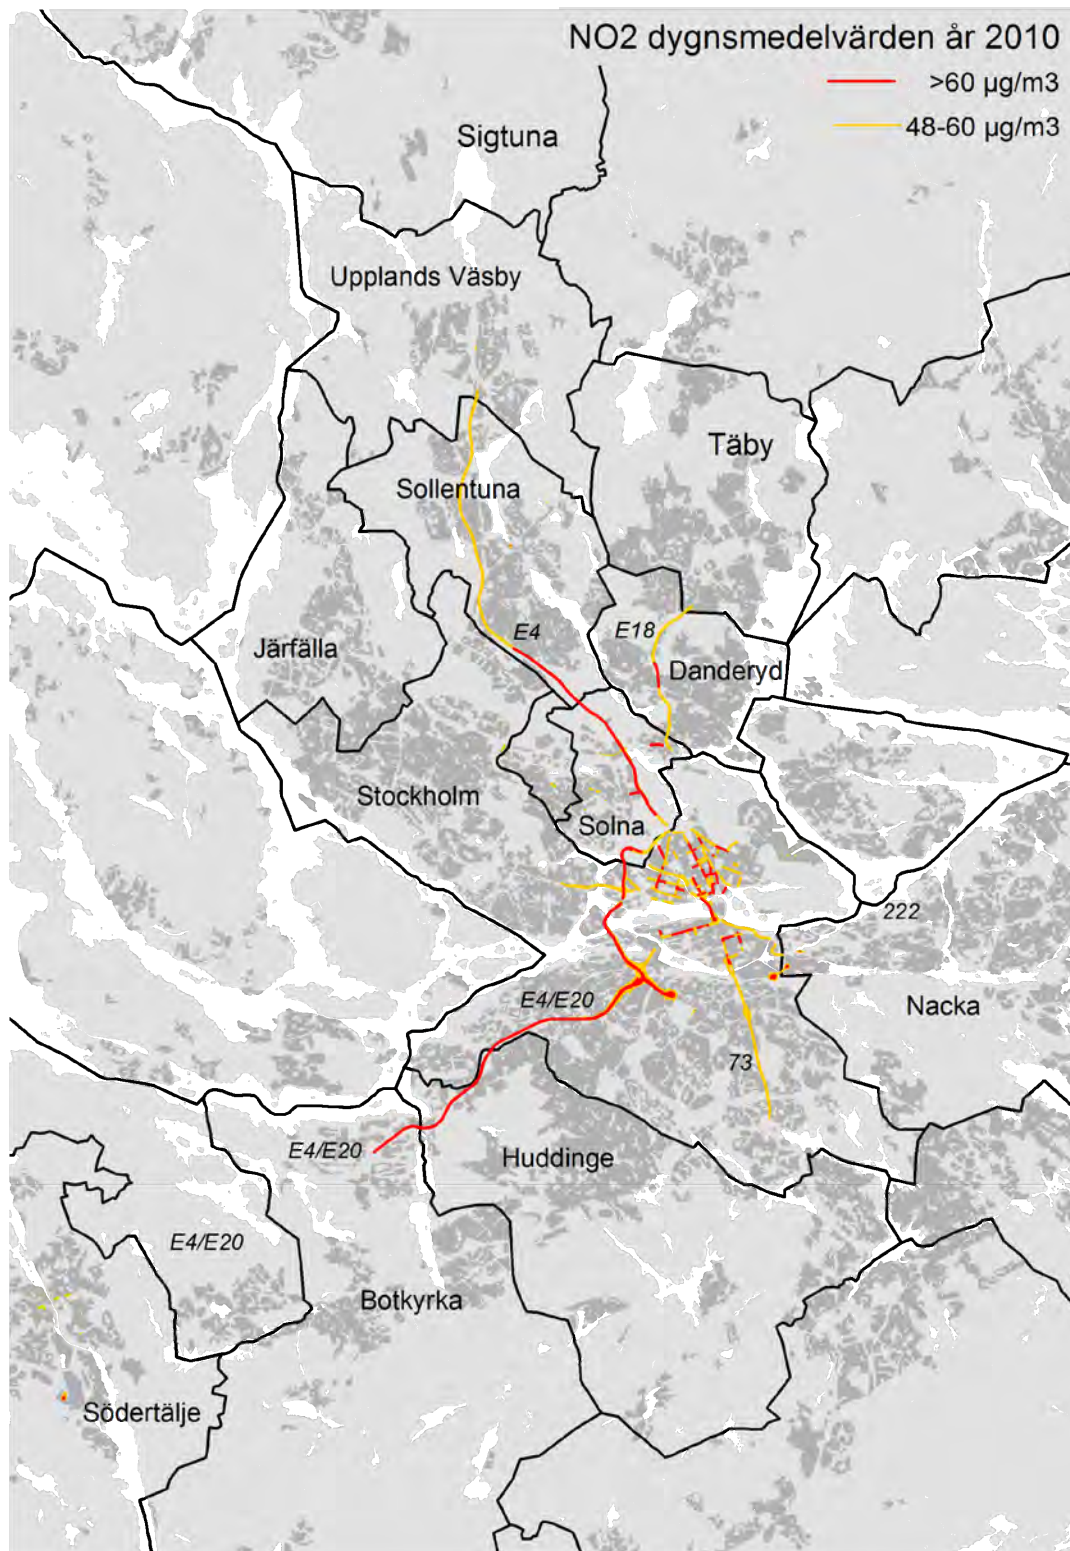 NO2 dygnsmedelvärden år 2010
>60 µg/m3
48-60 µg/m3
Sigtuna
Upplands Väsby
Täby
Sollentuna
E4
E18
Järfälla
Danderyd
Stockholm
Solna
222
E4/E20
Nacka
73
E4/E20
Huddinge
E4/E20
Botkyrka
Södertälje